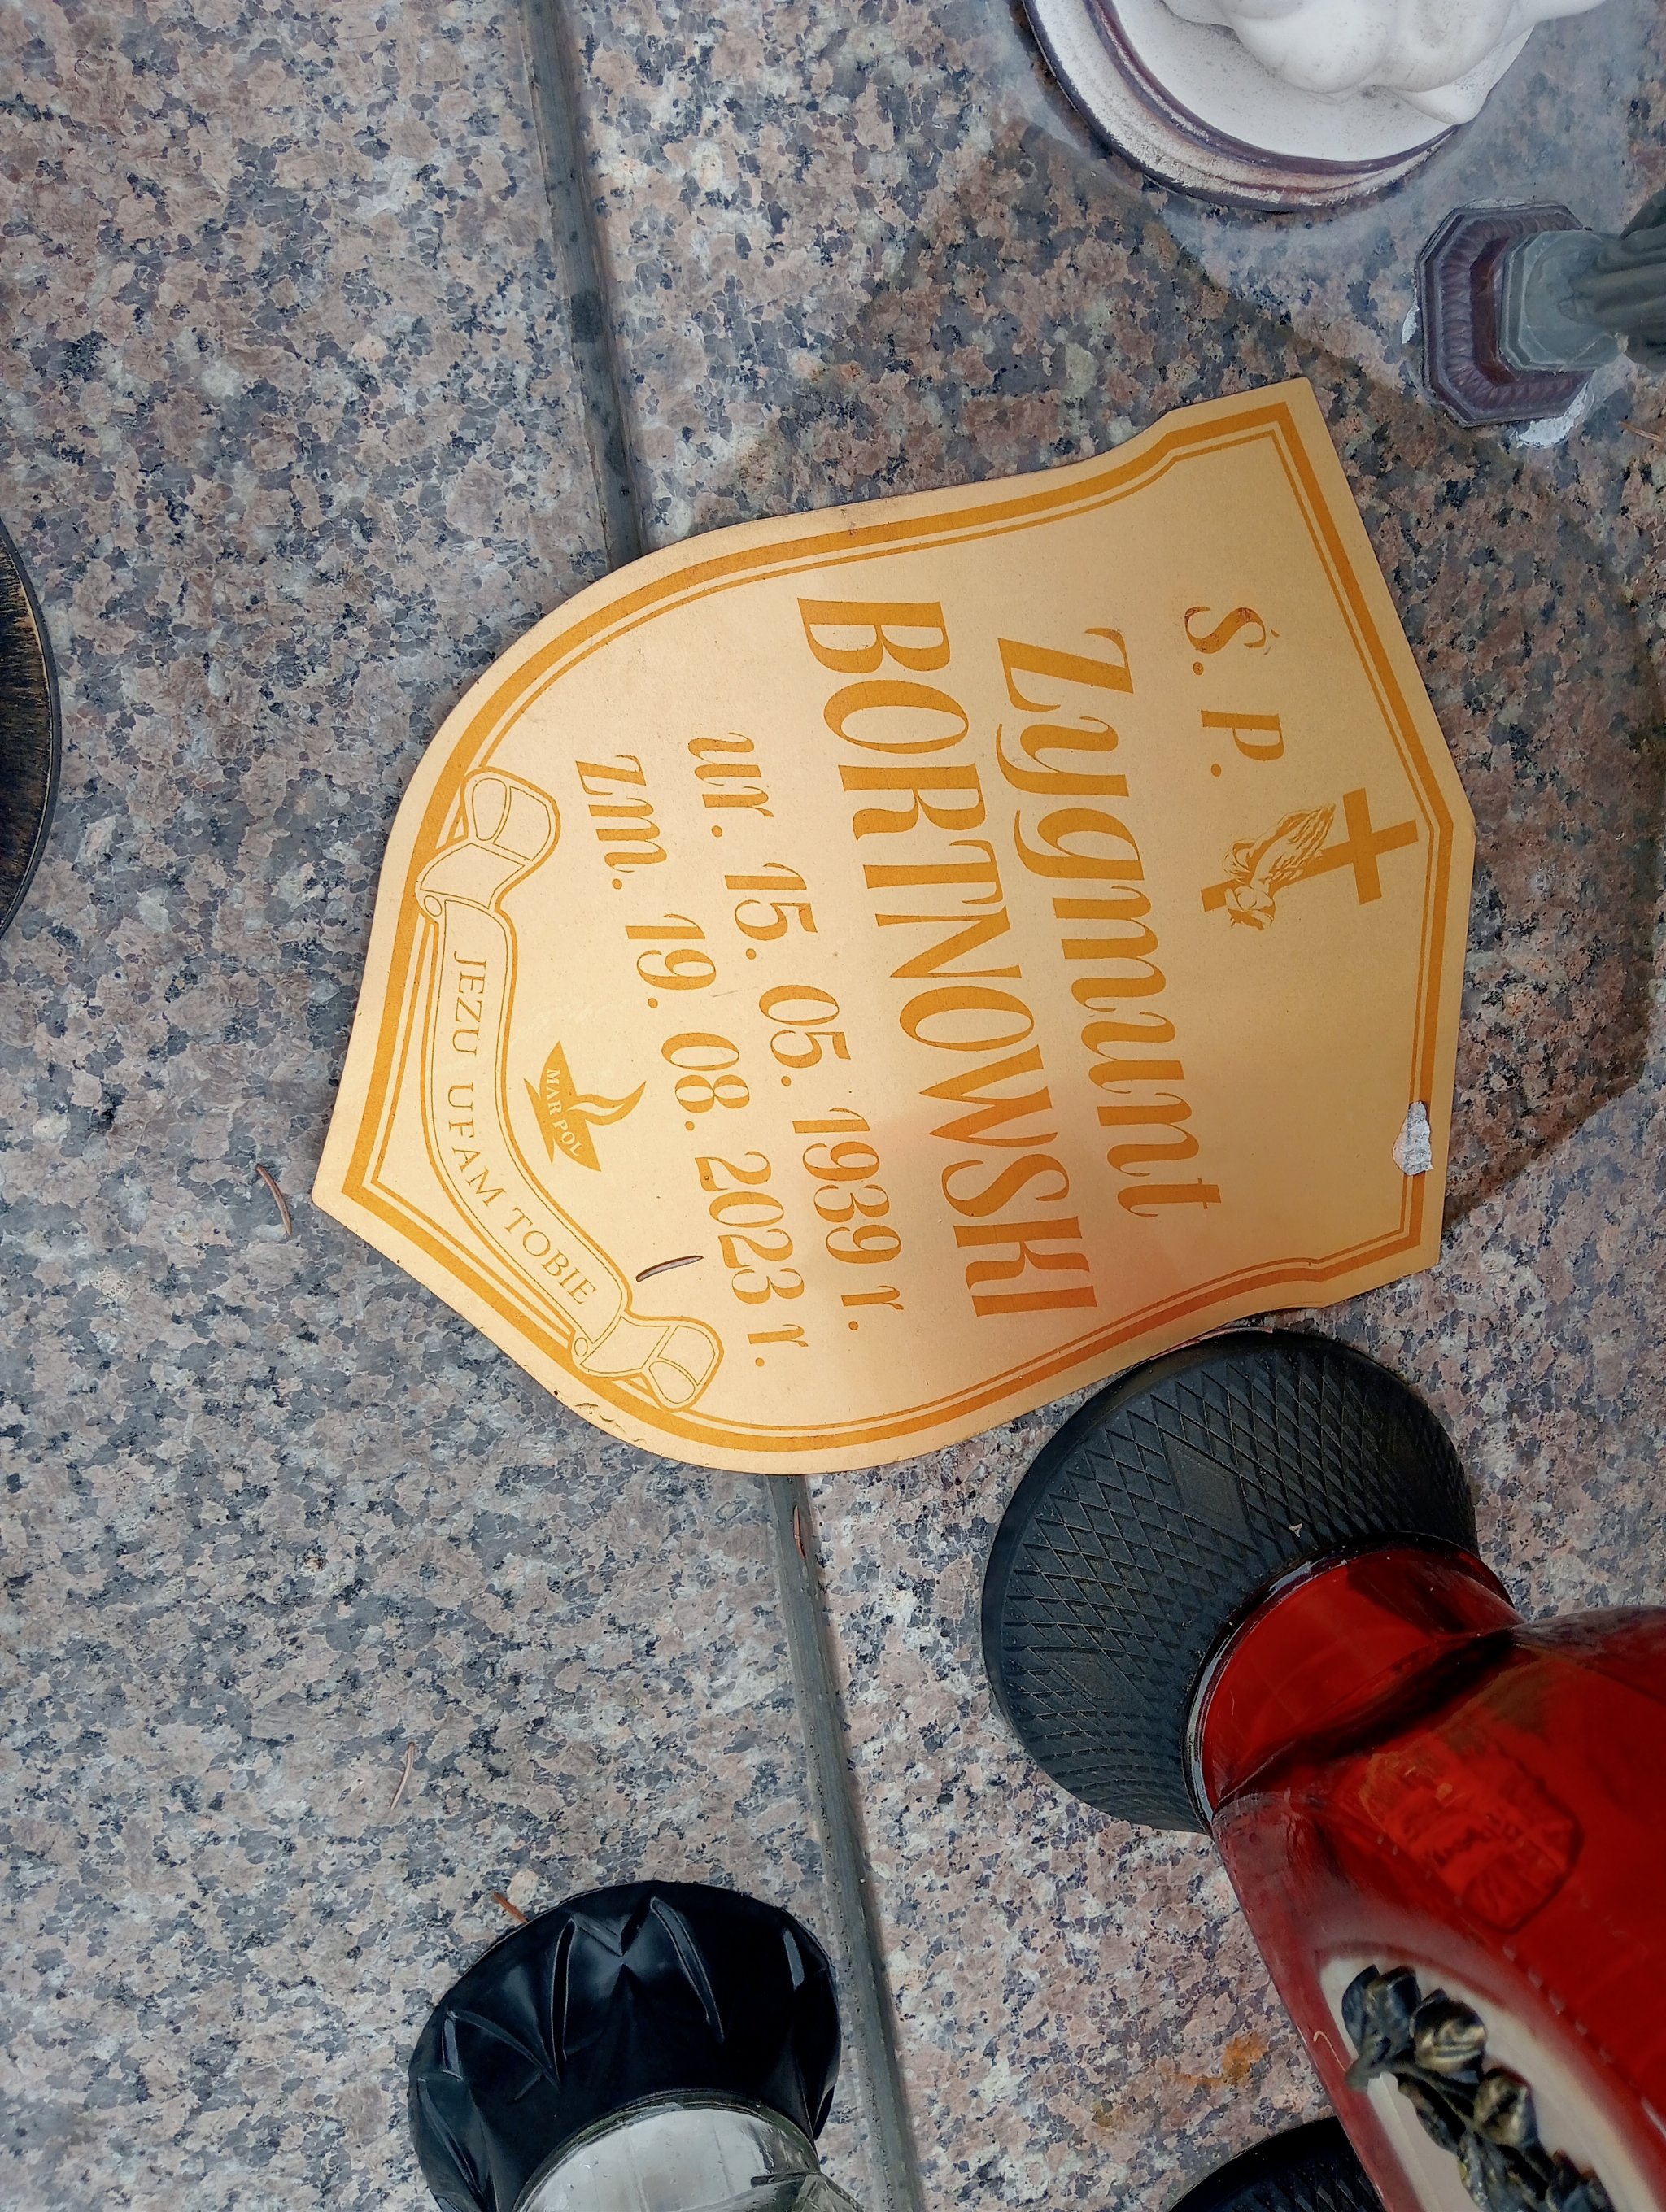 Ś. P.
Zygmunt
BORTNOWSKI
ur. 15. 05. 1939 r.
zm. 19. 08. 2023 r.
MAR POL
JEZU UFAM TOBIE